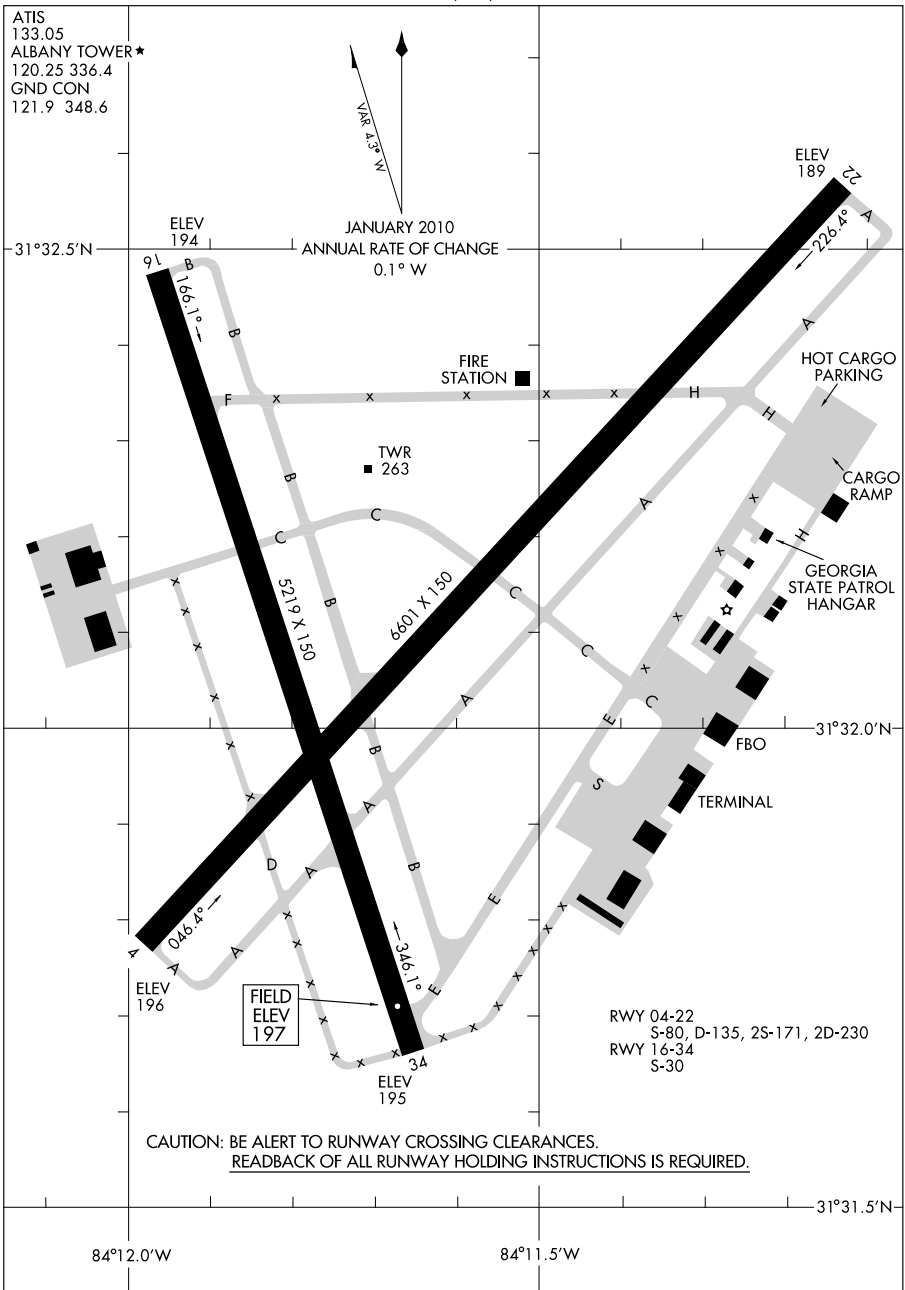 ATIS
133.05
ALBANY TOWER★
120.25 336.4
GND CON
121.9 348.6
VAR 4.3° W
JANUARY 2010
ANNUAL RATE OF CHANGE
0.1° W
ELEV
189
22
A
226.4°
31°32.5'N
ELEV
194
16
B
166.1°
B
A
FIRE
STATION
HOT CARGO
PARKING
F
x x x x x
H
H
TWR
263
B
A
CARGO
RAMP
x
C
C
H
x
5219 X 150
6601 X 150
B
C
GEORGIA
STATE PATROL
HANGAR
x
x
x
x
C
x
C
E
A
x
31°32.0'N
x
B
FBO
S
x
A
TERMINAL
D
A
B
E
x
x
046.4°
A
346.1°
x
x
x
x
4
A
E
x
x
ELEV
196
FIELD
ELEV
197
x
x
x
x
x
x
x
34
ELEV
195
RWY 04-22
S-80, D-135, 2S-171, 2D-230
RWY 16-34
S-30
CAUTION: BE ALERT TO RUNWAY CROSSING CLEARANCES.
READBACK OF ALL RUNWAY HOLDING INSTRUCTIONS IS REQUIRED.
31°31.5'N
84°12.0'W
84°11.5'W